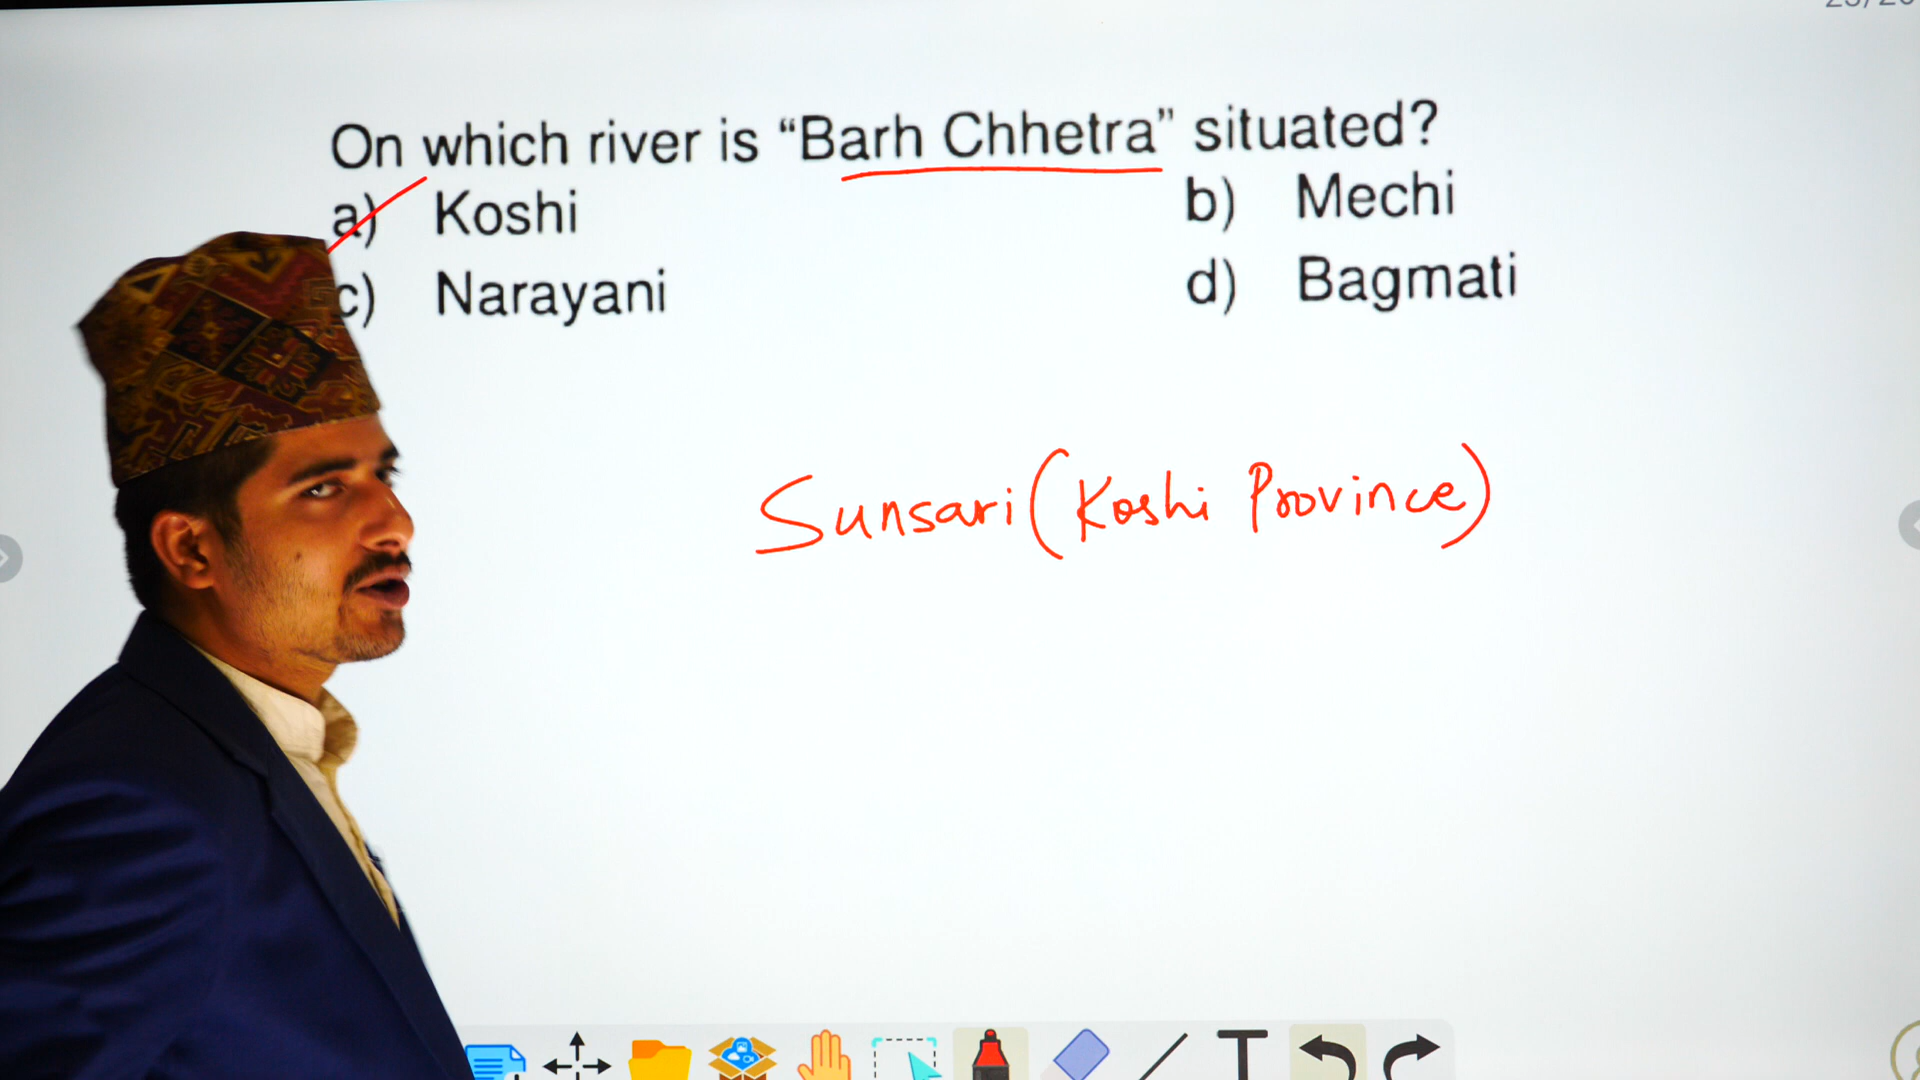 On which river is “Barh Chhetra” situated?
a) Koshi b) Mechi
c) Narayani d) Bagmati
Sunsari (Koshi Province)